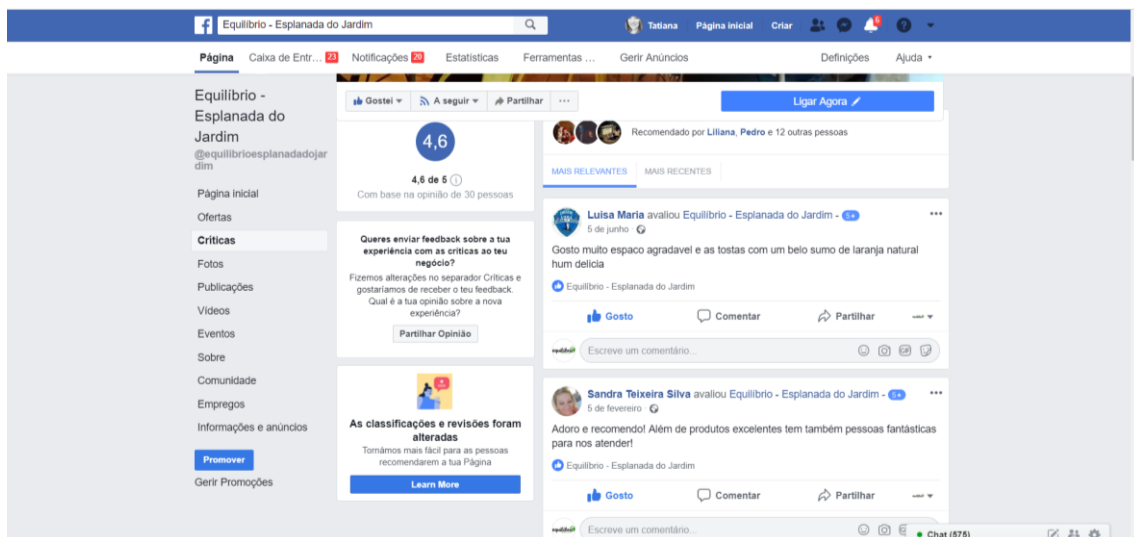 Equilíbrio - Esplanada do Jardim
Tatiana
Página inicial
Criar
6
Página
Caixa de Entr... 23
Notificações 20
Estatísticas
Ferramentas ...
Gerir Anúncios
Definições
Ajuda
Equilíbrio -
Esplanada do
Jardim
@equilibrioesplanadadojar
dim
Página inicial
Ofertas
Críticas
Fotos
Publicações
Vídeos
Eventos
Sobre
Comunidade
Empregos
Informações e anúncios
Promover
Gerir Promoções
Gostei
A seguir
Partilhar
...
Ligar Agora
4,6
4,6 de 5
Com base na opinião de 30 pessoas
Queres enviar feedback sobre a tua
experiência com as críticas ao teu
negócio?
Fizemos alterações no separador Críticas e
gostaríamos de receber o teu feedback.
Qual é a tua opinião sobre a nova
experiência?
Partilhar Opinião
As classificações e revisões foram
alteradas
Tornámos mais fácil para as pessoas
recomendarem a tua Página
Learn More
Recomendado por Liliana, Pedro e 12 outras pessoas
MAIS RELEVANTES
MAIS RECENTES
Luisa Maria avaliou Equilíbrio - Esplanada do Jardim - 5★
5 de junho ·
Gosto muito espaco agradavel e as tostas com um belo sumo de laranja natural
hum delicia
Equilíbrio - Esplanada do Jardim
Gosto
Comentar
Partilhar
Escreve um comentário...
GIF
Sandra Teixeira Silva avaliou Equilíbrio - Esplanada do Jardim - 5★
5 de fevereiro ·
Adoro e recomendo! Além de produtos excelentes tem também pessoas fantásticas
para nos atender!
Equilíbrio - Esplanada do Jardim
Gosto
Comentar
Partilhar
Escreve um comentário...
Chat (575)